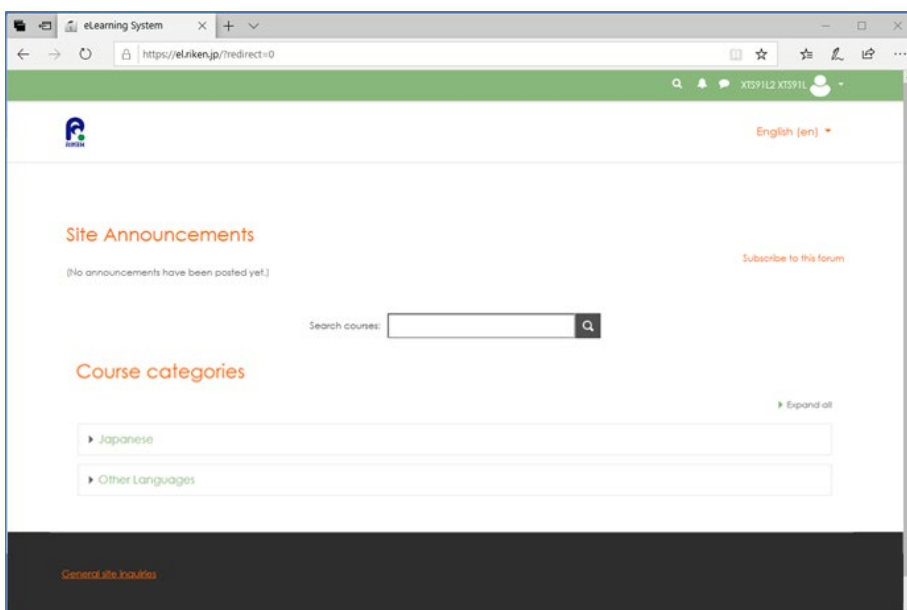 eLearning System
https://el.riken.jp/?redirect=0
XTS91L2 XTS91L
RIKEN
English (en)
Site Announcements
Subscribe to this forum
(No announcements have been posted yet.)
Search courses:
Course categories
Expand all
Japanese
Other Languages
General site inquiries